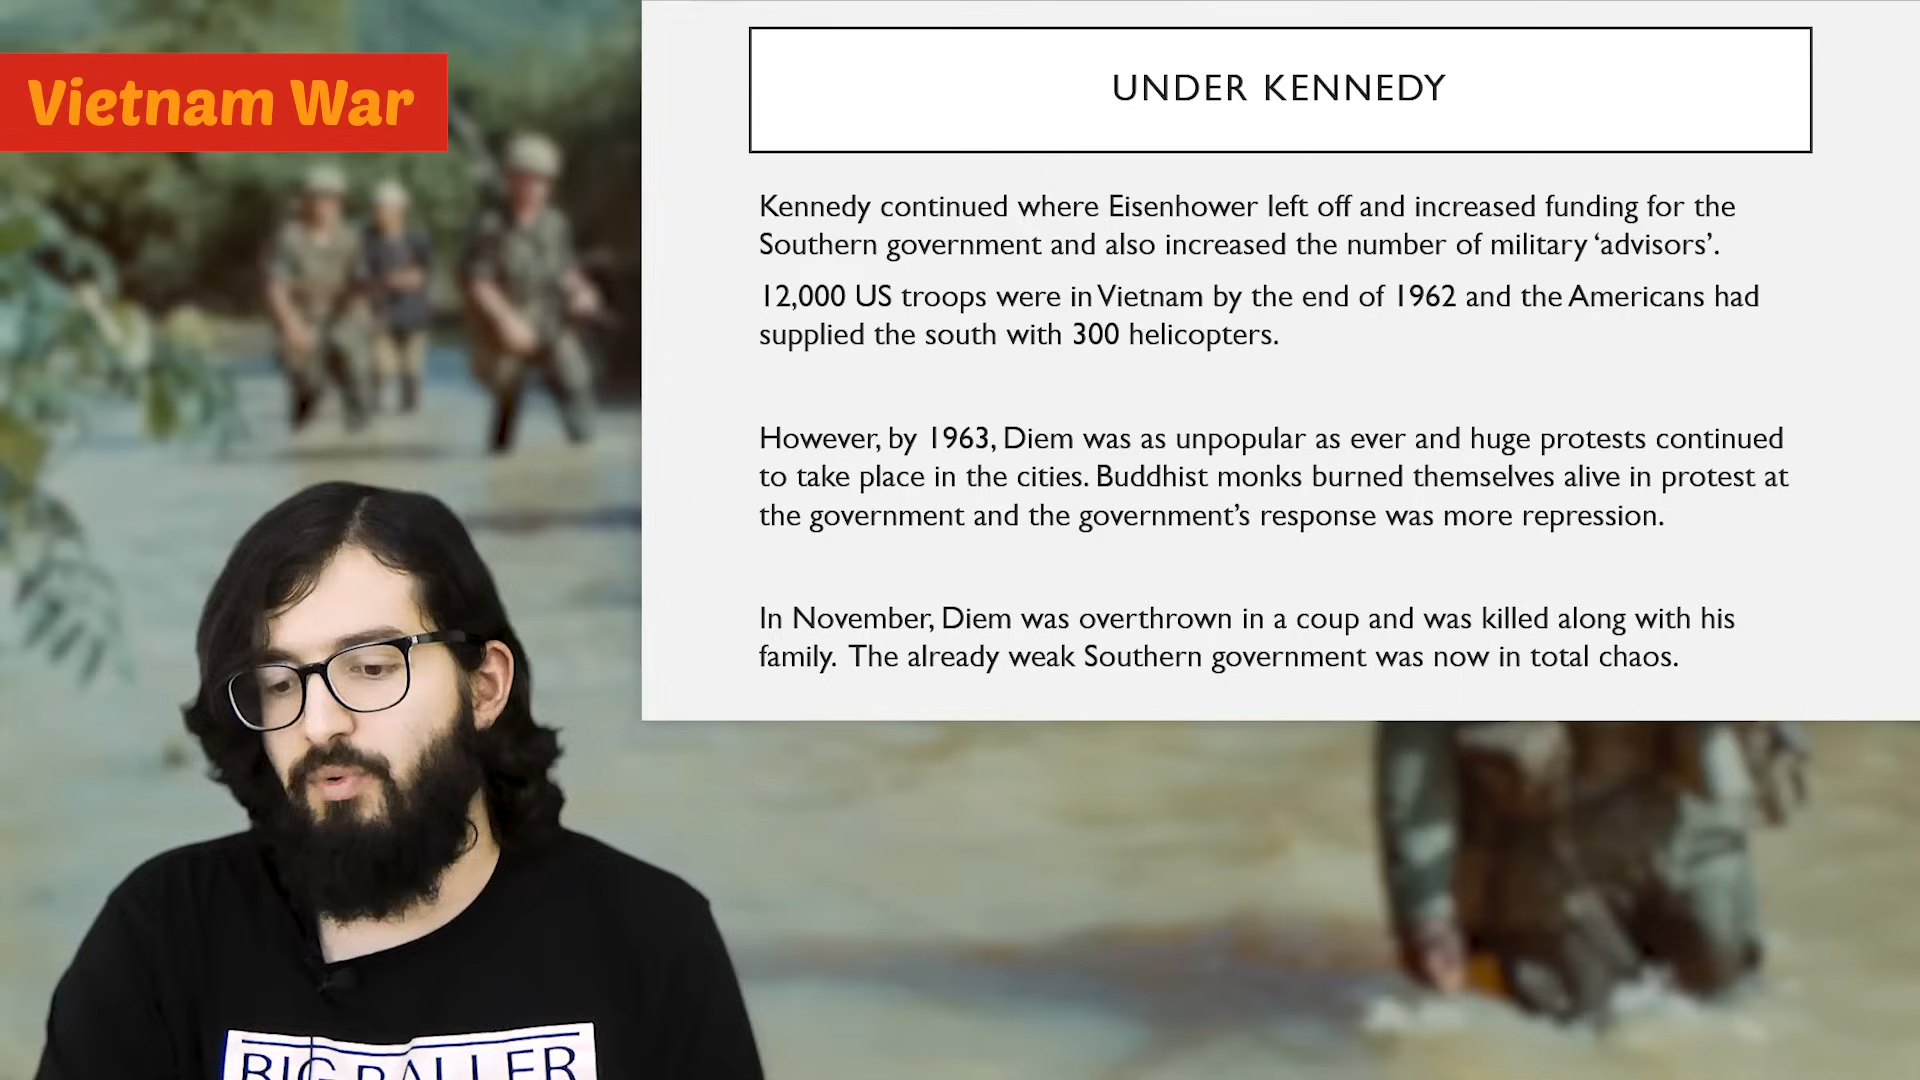 Vietnam War
UNDER KENNEDY
Kennedy continued where Eisenhower left off and increased funding for the
Southern government and also increased the number of military ‘advisors’.
12,000 US troops were in Vietnam by the end of 1962 and the Americans had
supplied the south with 300 helicopters.
However, by 1963, Diem was as unpopular as ever and huge protests continued
to take place in the cities. Buddhist monks burned themselves alive in protest at
the government and the government’s response was more repression.
In November, Diem was overthrown in a coup and was killed along with his
family. The already weak Southern government was now in total chaos.
BIG BALLER